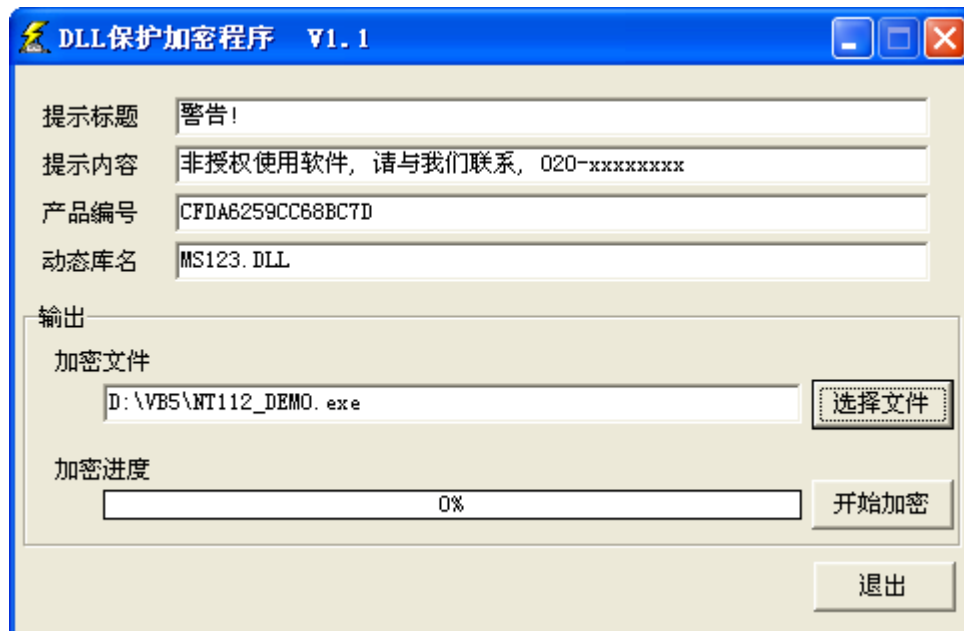 DLL保护加密程序 V1.1
提示标题 警告!
提示内容 非授权使用软件, 请与我们联系, 020-xxxxxxxx
产品编号 CFDA6259CC68BC7D
动态库名 MS123.DLL
输出
加密文件
D:\VB5\NT112_DEMO.exe 选择文件
加密进度
0% 开始加密
退出